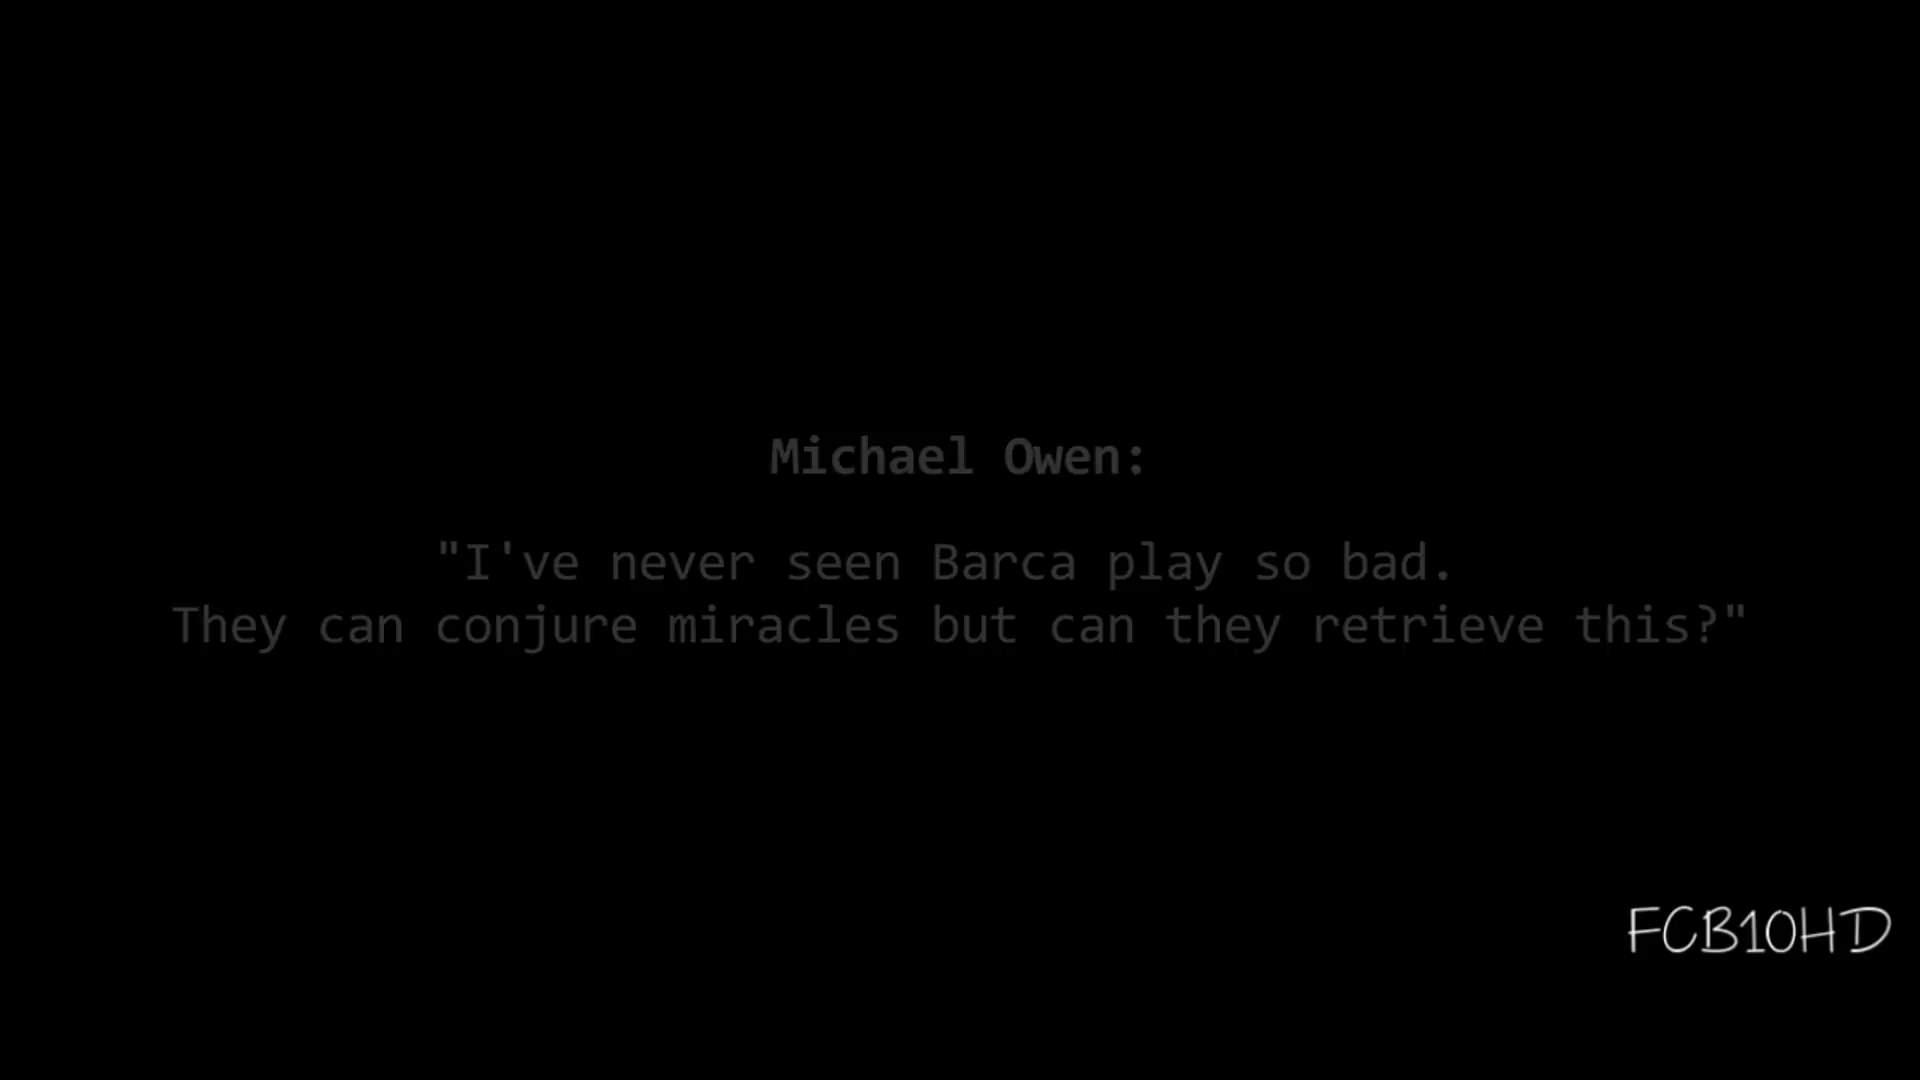 Michael Owen:
"I've never seen Barca play so bad.
They can conjure miracles but can they retrieve this?"
FCB10HD